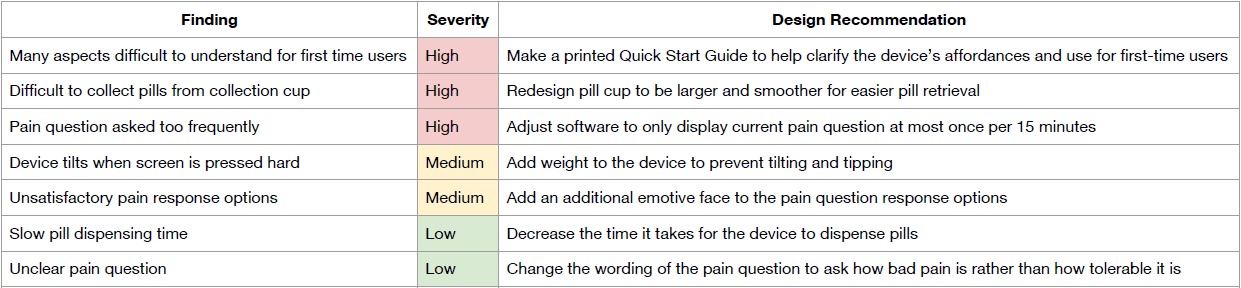 Finding Severity Design Recommendation
Many aspects difficult to understand for first time users High Make a printed Quick Start Guide to help clarify the device’s affordances and use for first-time users
Difficult to collect pills from collection cup High Redesign pill cup to be larger and smoother for easier pill retrieval
Pain question asked too frequently High Adjust software to only display current pain question at most once per 15 minutes
Device tilts when screen is pressed hard Medium Add weight to the device to prevent tilting and tipping
Unsatisfactory pain response options Medium Add an additional emotive face to the pain question response options
Slow pill dispensing time Low Decrease the time it takes for the device to dispense pills
Unclear pain question Low Change the wording of the pain question to ask how bad pain is rather than how tolerable it is